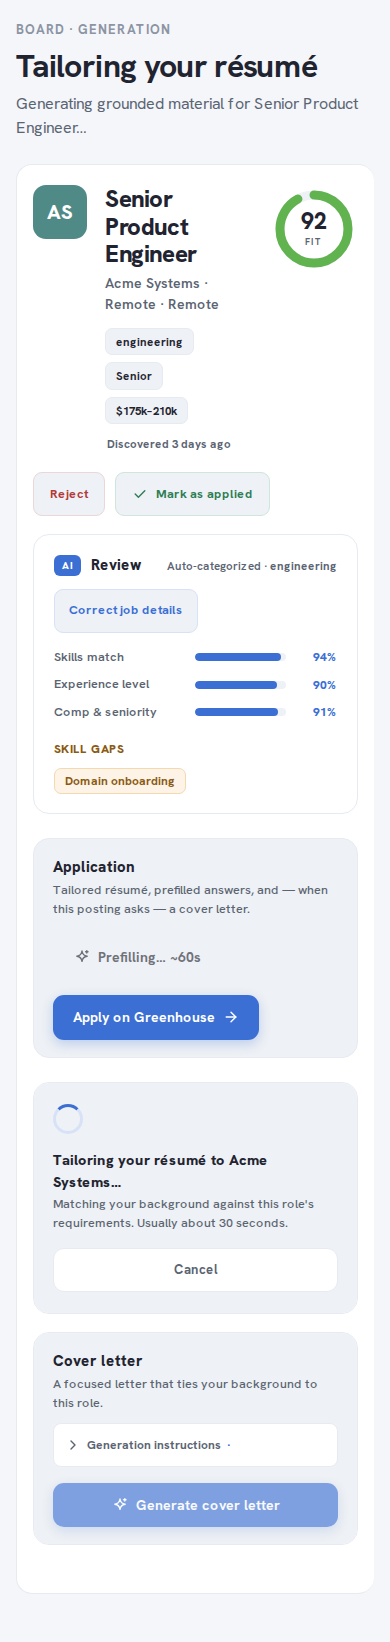 BOARD · GENERATION
Tailoring your résumé
Generating grounded material for Senior Product
Engineer…
AS
Senior
Product
Engineer
92
FIT
Acme Systems ·
Remote · Remote
engineering
Senior
$175k–210k
Discovered 3 days ago
Reject
Mark as applied
AI Review Auto-categorized · engineering
Correct job details
Skills match 94%
Experience level 90%
Comp & seniority 91%
SKILL GAPS
Domain onboarding
Application
Tailored résumé, prefilled answers, and — when
this posting asks — a cover letter.
Prefilling… ~60s
Apply on Greenhouse
Tailoring your résumé to Acme
Systems…
Matching your background against this role's
requirements. Usually about 30 seconds.
Cancel
Cover letter
A focused letter that ties your background to
this role.
Generation instructions ·
Generate cover letter